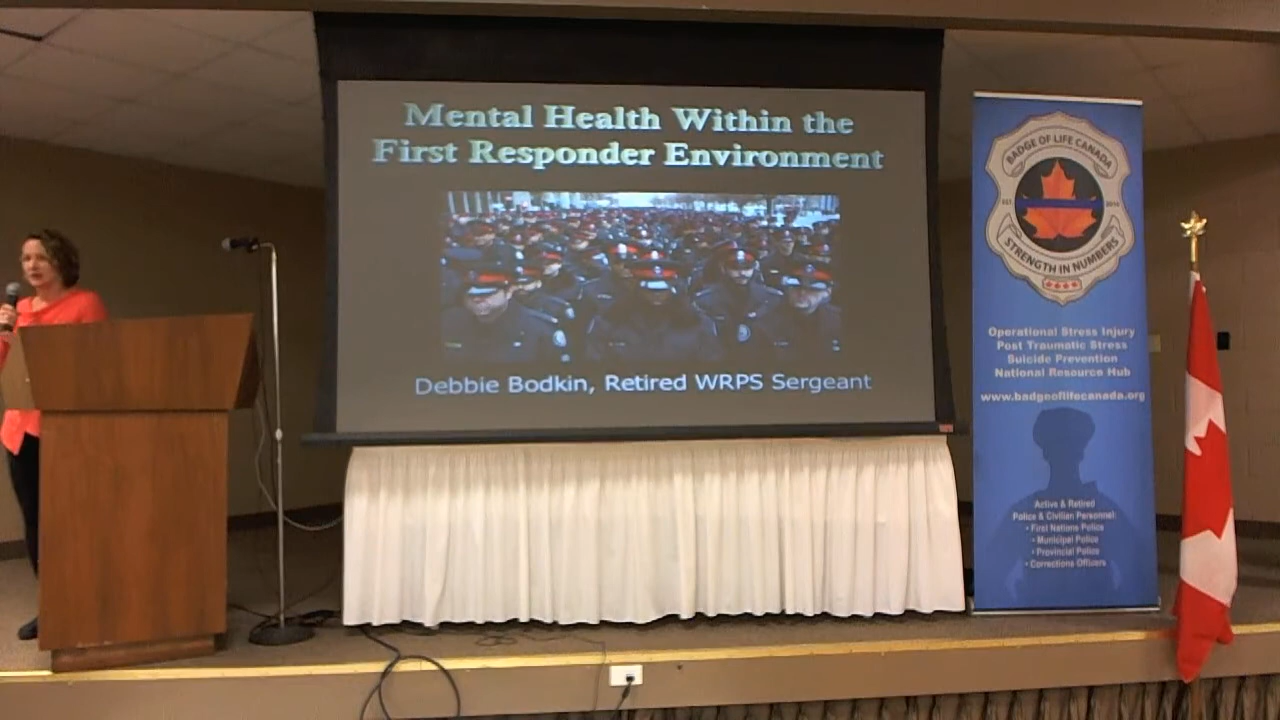 Mental Health Within the
First Responder Environment
Debbie Bodkin, Retired WRPS Sergeant
BADGE OF LIFE CANADA
EST. 2014
STRENGTH IN NUMBERS
Operational Stress Injury
Post Traumatic Stress
Suicide Prevention
National Resource Hub
www.badgeoflifecanada.org
Active & Retired
Police & Civilian Personnel:
• First Nations Police
• Municipal Police
• Provincial Police
• Corrections Officers